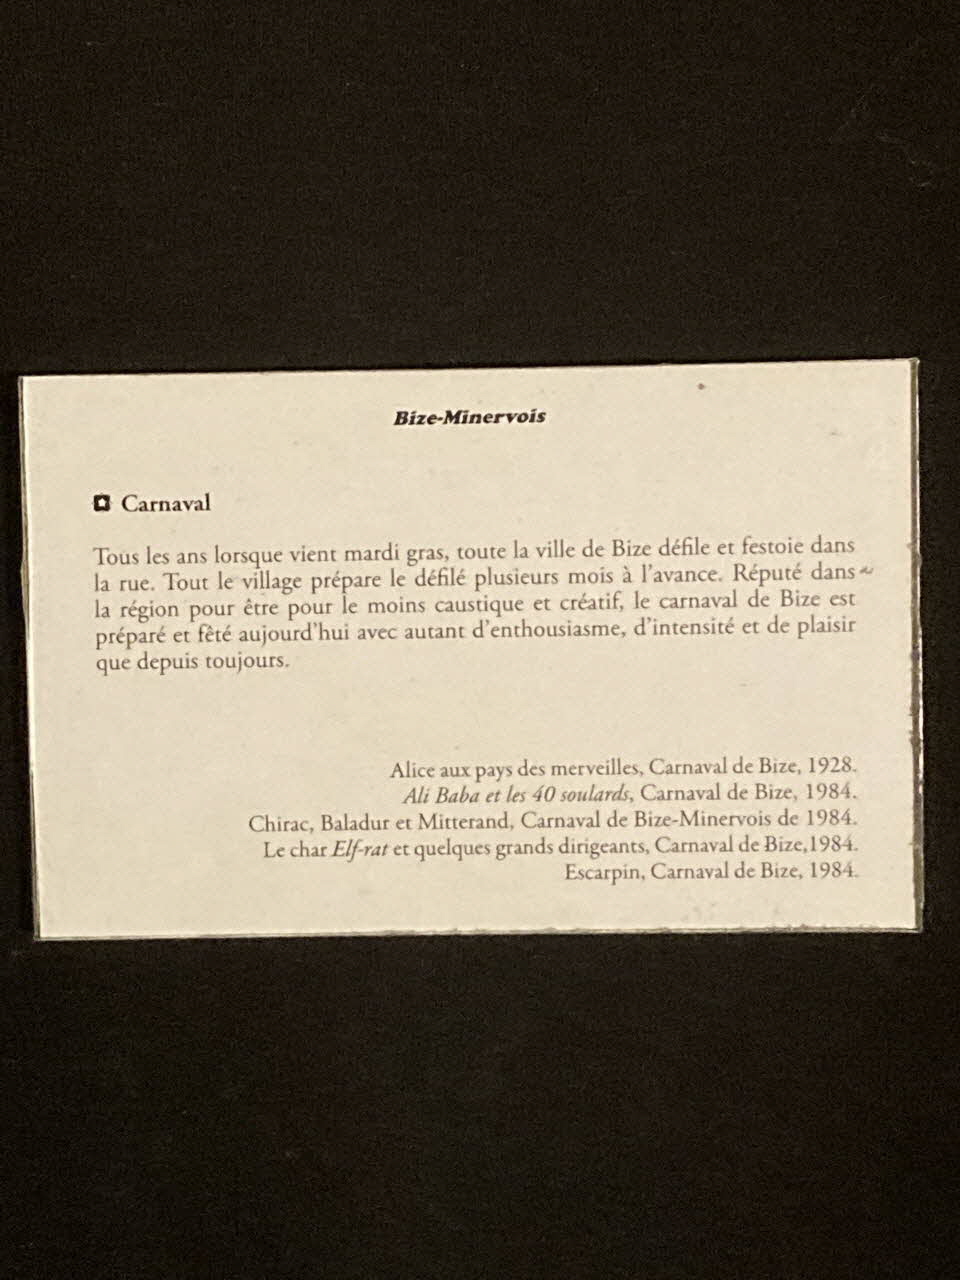 Bize-Minervois
Carnaval
Tous les ans lorsque vient mardi gras, toute la ville de Bize défile et festoie dans
la rue. Tout le village prépare le défilé plusieurs mois à l'avance. Réputé dans
la région pour être pour le moins caustique et créatif, le carnaval de Bize est
préparé et fêté aujourd'hui avec autant d'enthousiasme, d'intensité et de plaisir
que depuis toujours.
Alice aux pays des merveilles, Carnaval de Bize, 1928.
Ali Baba et les 40 soulards, Carnaval de Bize, 1984.
Chirac, Baladur et Mitterand, Carnaval de Bize-Minervois de 1984.
Le char Elf-rat et quelques grands dirigeants, Carnaval de Bize,1984.
Escarpin, Carnaval de Bize, 1984.